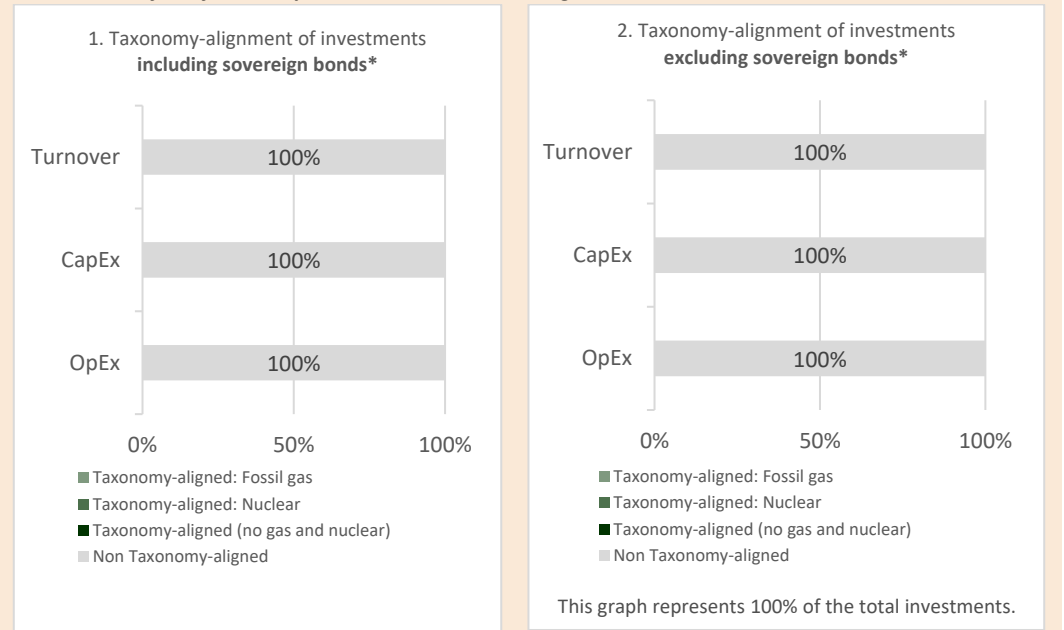 1. Taxonomy-alignment of investments
including sovereign bonds*
Turnover
100%
CapEx
100%
OpEx
100%
0%
50%
100%
Taxonomy-aligned: Fossil gas
Taxonomy-aligned: Nuclear
Taxonomy-aligned (no gas and nuclear)
Non Taxonomy-aligned
2. Taxonomy-alignment of investments
excluding sovereign bonds*
Turnover
100%
CapEx
100%
OpEx
100%
0%
50%
100%
Taxonomy-aligned: Fossil gas
Taxonomy-aligned: Nuclear
Taxonomy-aligned (no gas and nuclear)
Non Taxonomy-aligned
This graph represents 100% of the total investments.